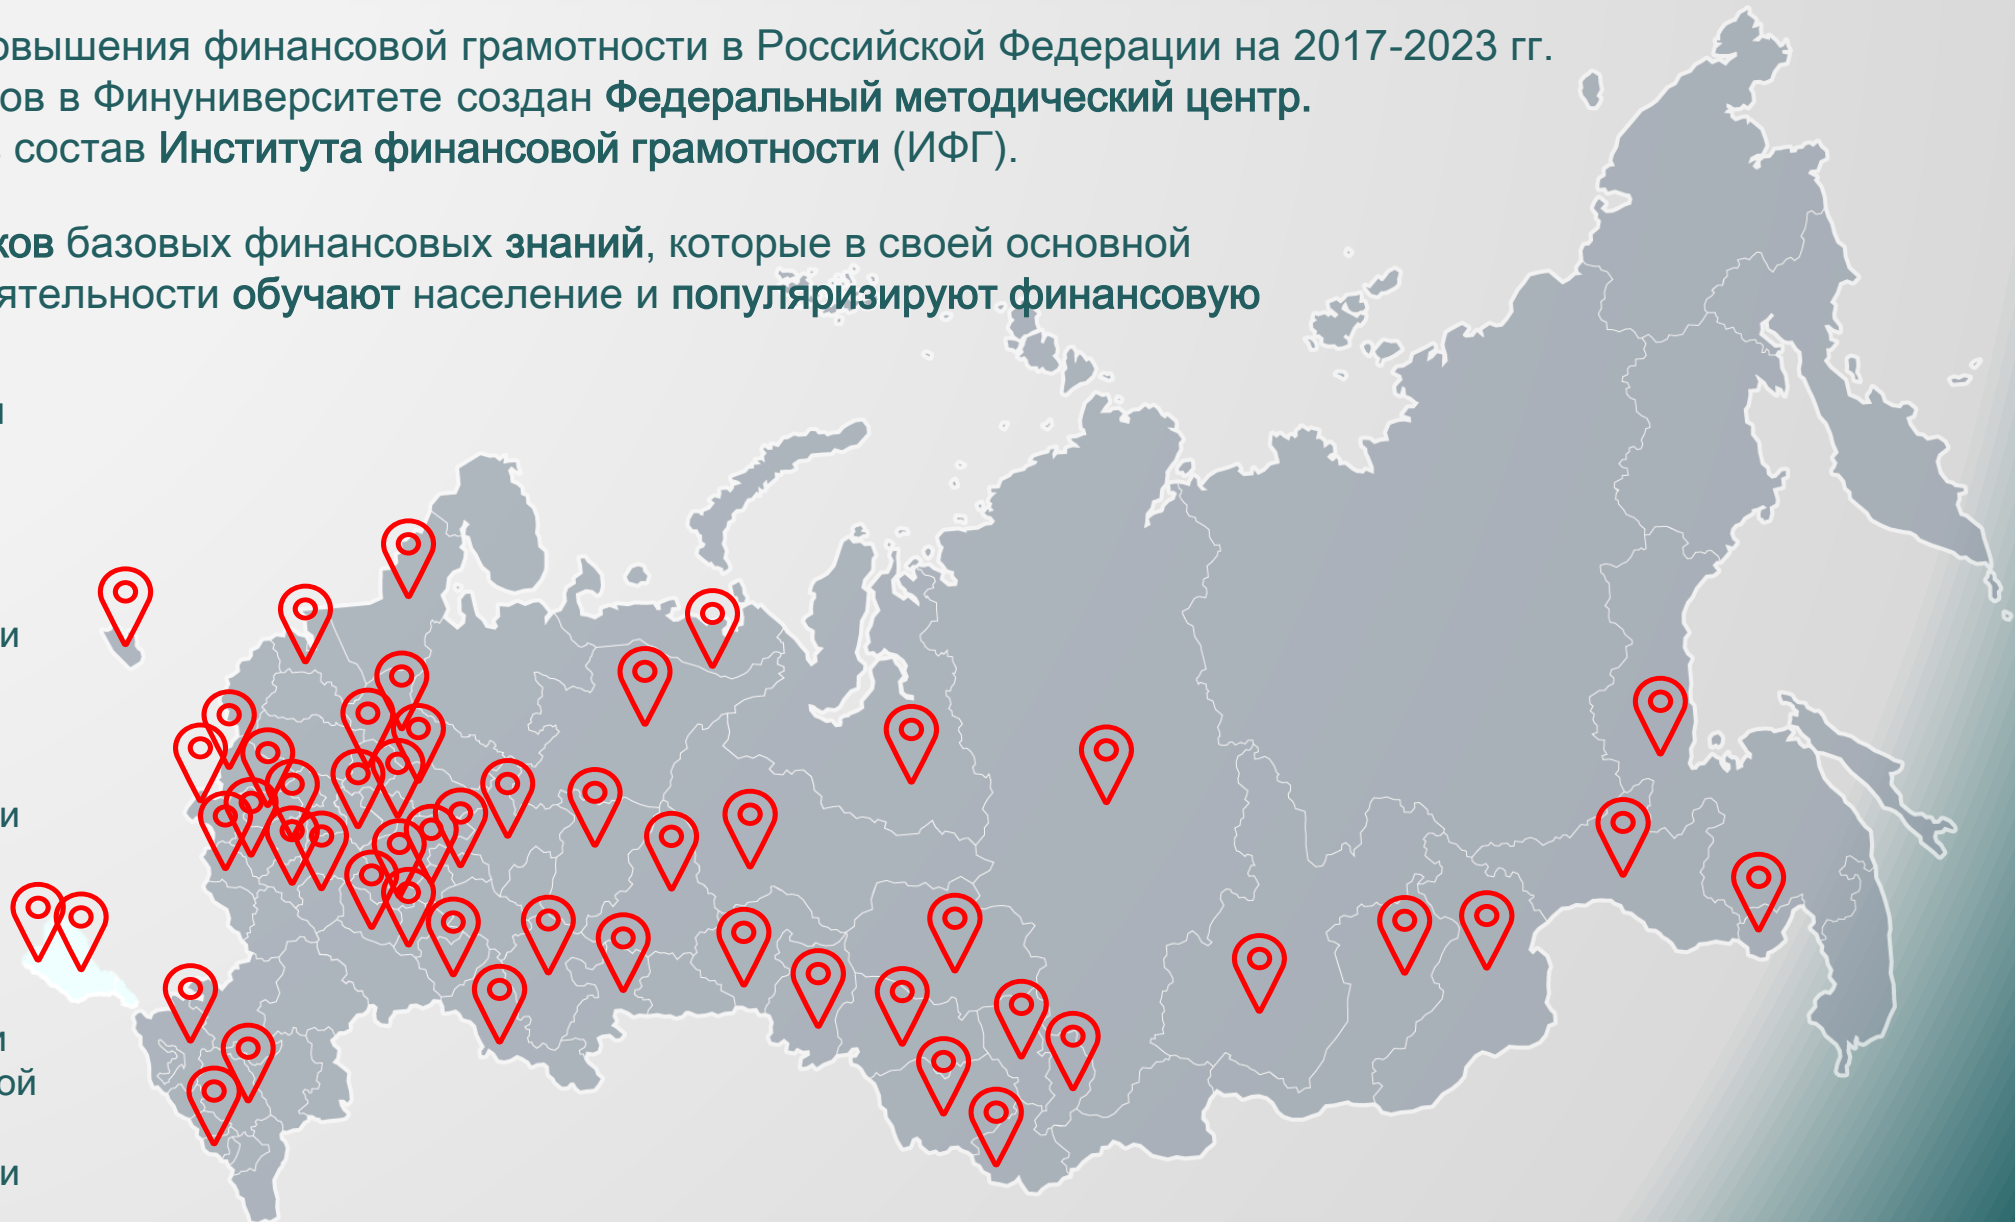 овышения финансовой грамотности в Российской Федерации на 2017-2023 гг.
ов в Финуниверситете создан Федеральный методический центр.
состав Института финансовой грамотности (ИФГ).
ков базовых финансовых знаний, которые в своей основной
ятельности обучают население и популяризируют финансовую
и
и
и
ой
и